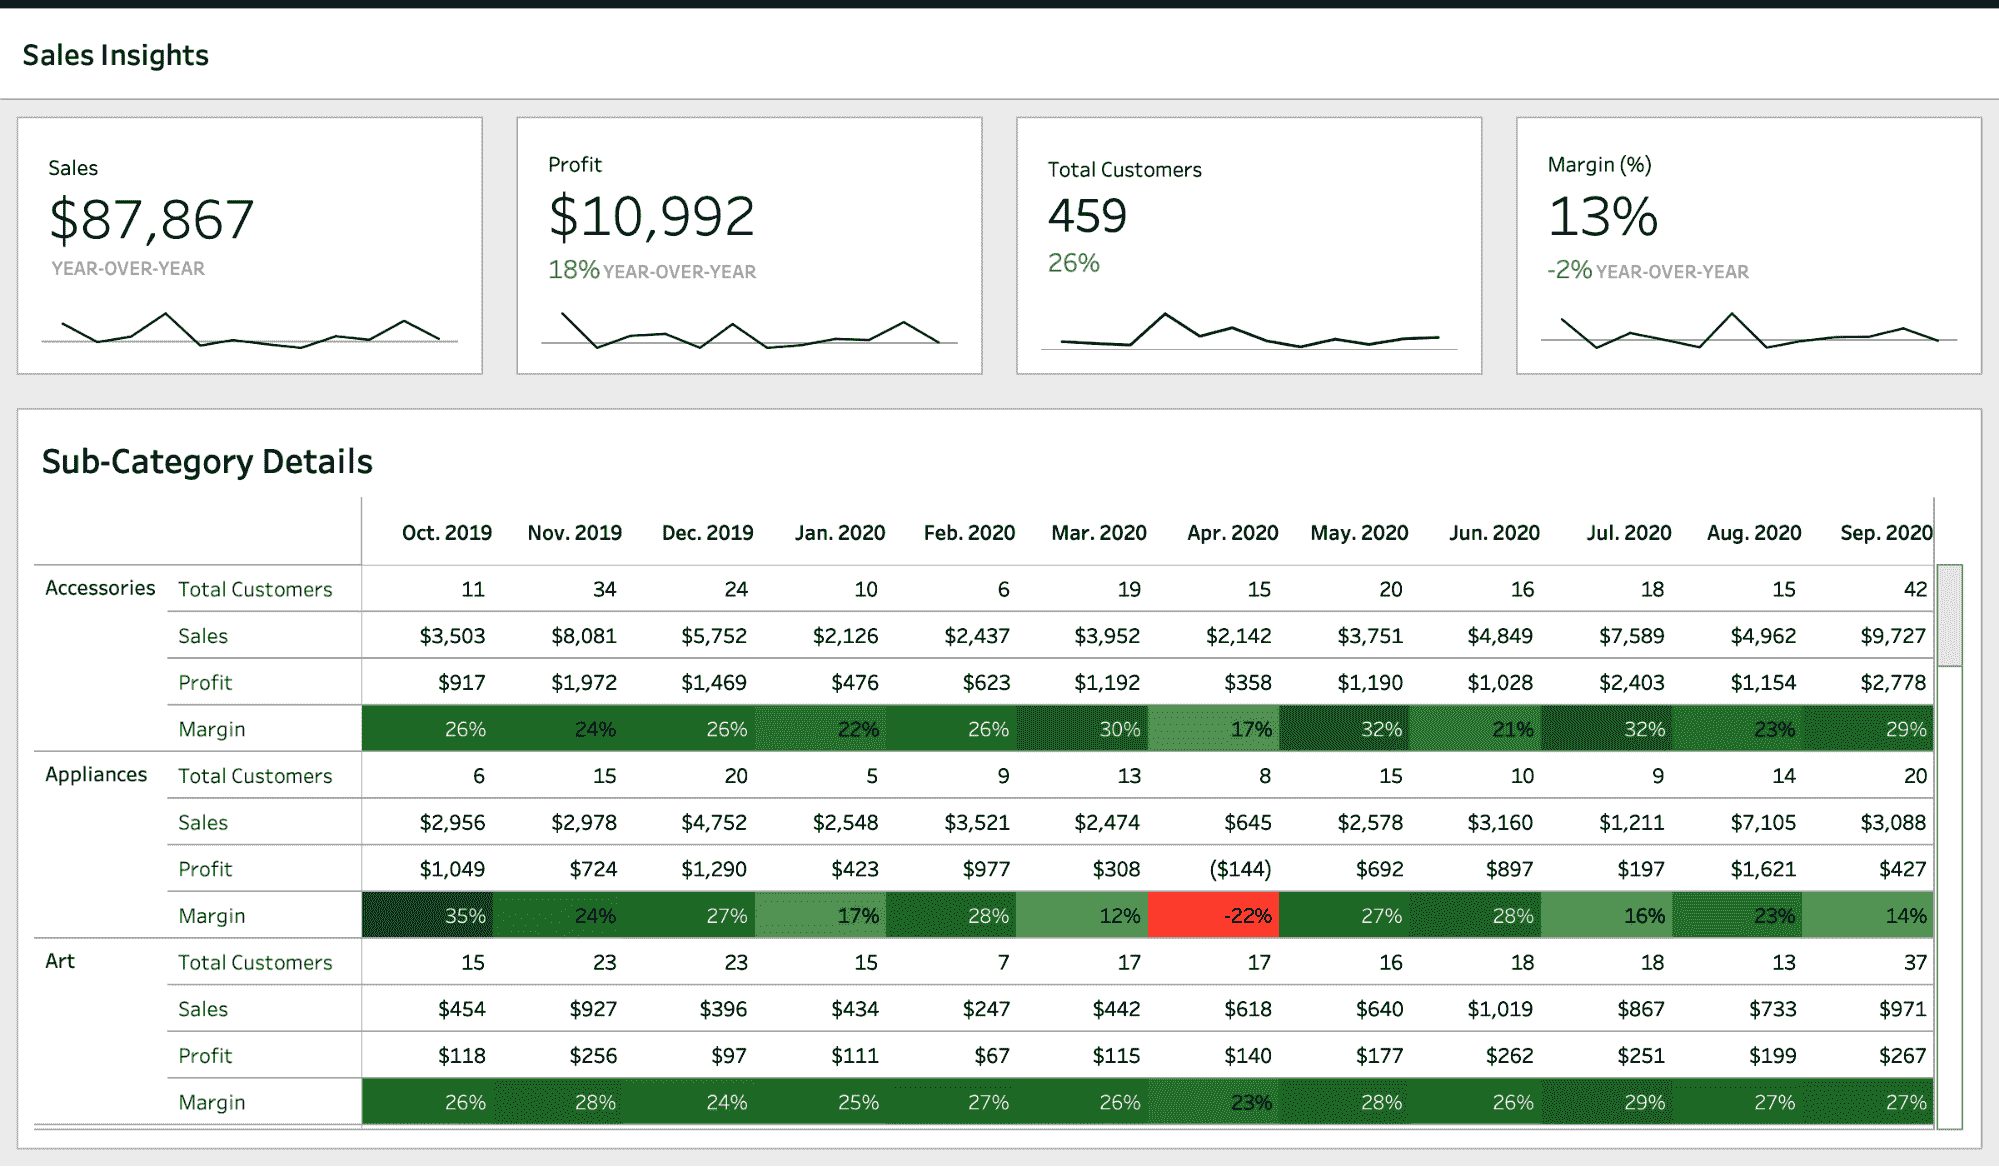 Sales Insights
Sales
$87,867
YEAR-OVER-YEAR
Profit
$10,992
18% YEAR-OVER-YEAR
Total Customers
459
26%
Margin (%)
13%
-2% YEAR-OVER-YEAR
Sub-Category Details
Oct. 2019 Nov. 2019 Dec. 2019 Jan. 2020 Feb. 2020 Mar. 2020 Apr. 2020 May. 2020 Jun. 2020 Jul. 2020 Aug. 2020 Sep. 2020
Accessories Total Customers 11 34 24 10 6 19 15 20 16 18 15 42
Sales $3,503 $8,081 $5,752 $2,126 $2,437 $3,952 $2,142 $3,751 $4,849 $7,589 $4,962 $9,727
Profit $917 $1,972 $1,469 $476 $623 $1,192 $358 $1,190 $1,028 $2,403 $1,154 $2,778
Margin 26% 24% 26% 22% 26% 30% 17% 32% 21% 32% 23% 29%
Appliances Total Customers 6 15 20 5 9 13 8 15 10 9 14 20
Sales $2,956 $2,978 $4,752 $2,548 $3,521 $2,474 $645 $2,578 $3,160 $1,211 $7,105 $3,088
Profit $1,049 $724 $1,290 $423 $977 $308 ($144) $692 $897 $197 $1,621 $427
Margin 35% 24% 27% 17% 28% 12% -22% 27% 28% 16% 23% 14%
Art Total Customers 15 23 23 15 7 17 17 16 18 18 13 37
Sales $454 $927 $396 $434 $247 $442 $618 $640 $1,019 $867 $733 $971
Profit $118 $256 $97 $111 $67 $115 $140 $177 $262 $251 $199 $267
Margin 26% 28% 24% 25% 27% 26% 23% 28% 26% 29% 27% 27%